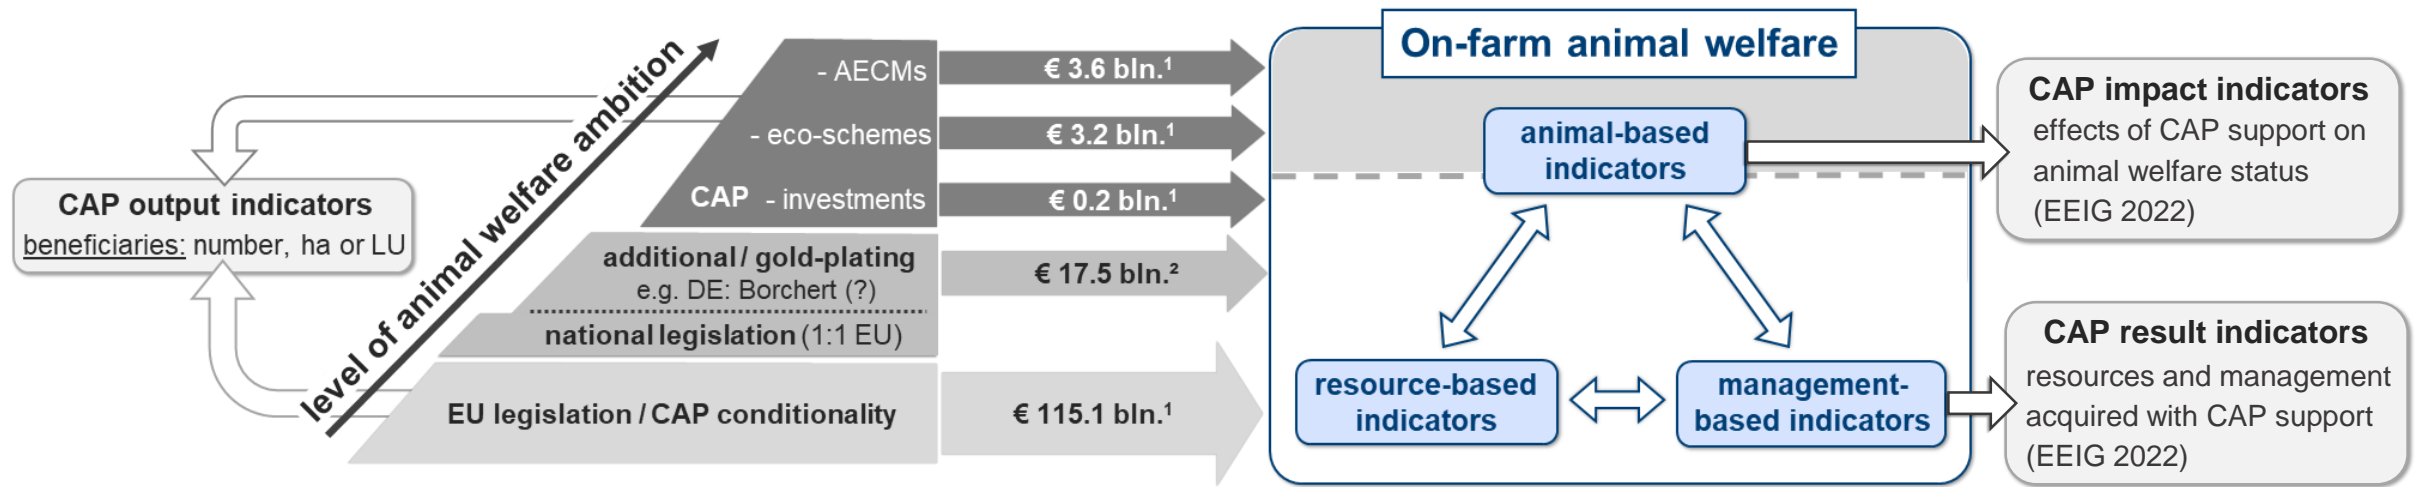 level of animal welfare ambition
CAP output indicators
beneficiaries: number, ha or LU
- AECMs
- eco-schemes
CAP - investments
additional / gold-plating
e.g. DE: Borchert (?)
national legislation (1:1 EU)
EU legislation / CAP conditionality
€ 3.6 bln.¹
€ 3.2 bln.¹
€ 0.2 bln.¹
€ 17.5 bln.²
€ 115.1 bln.¹
On-farm animal welfare
animal-based
indicators
resource-based
indicators
management-
based indicators
CAP impact indicators
effects of CAP support on
animal welfare status
(EEIG 2022)
CAP result indicators
resources and management
acquired with CAP support
(EEIG 2022)